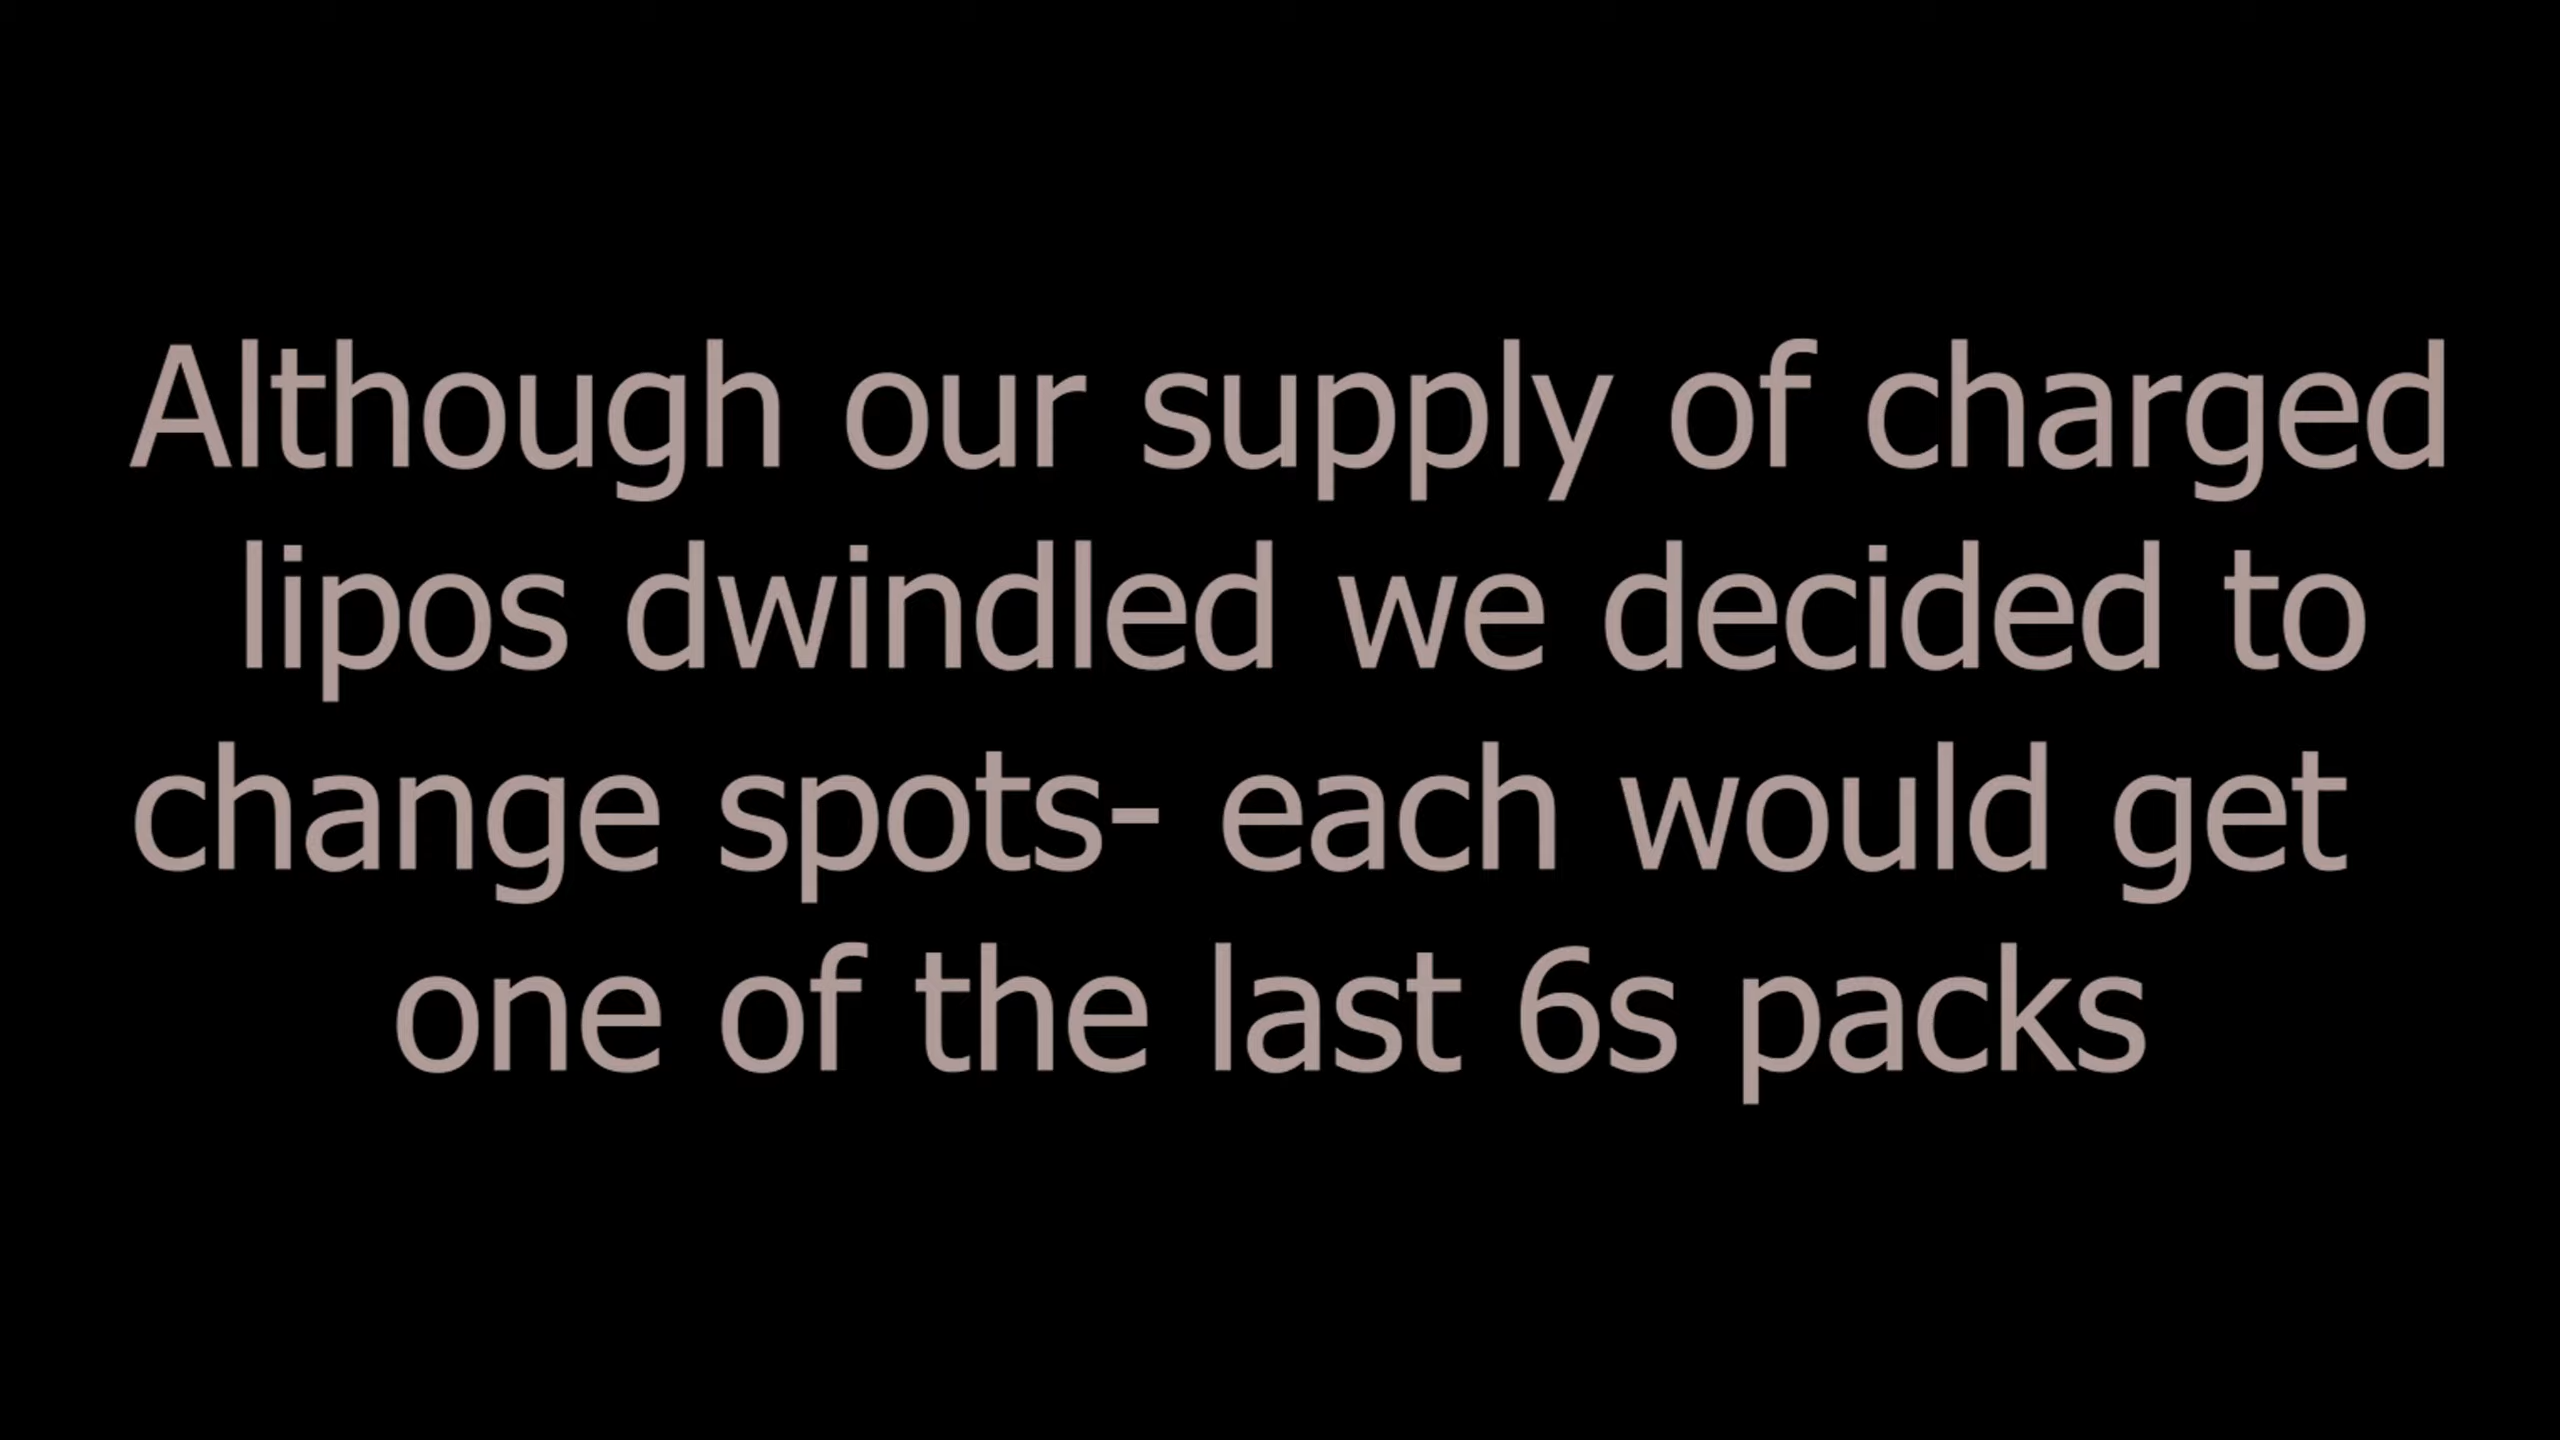 Although our supply of charged
lipos dwindled we decided to
change spots- each would get
one of the last 6s packs